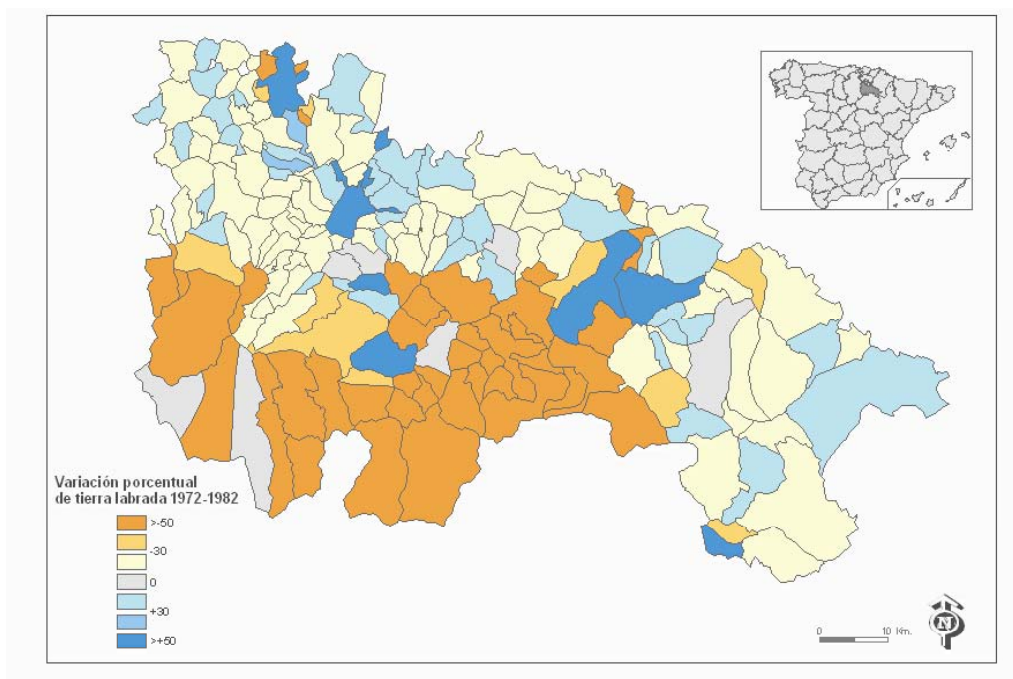 Variación porcentual
de tierra labrada 1972-1982
>-50
-30
0
+30
>+50
0 10 Km.
N